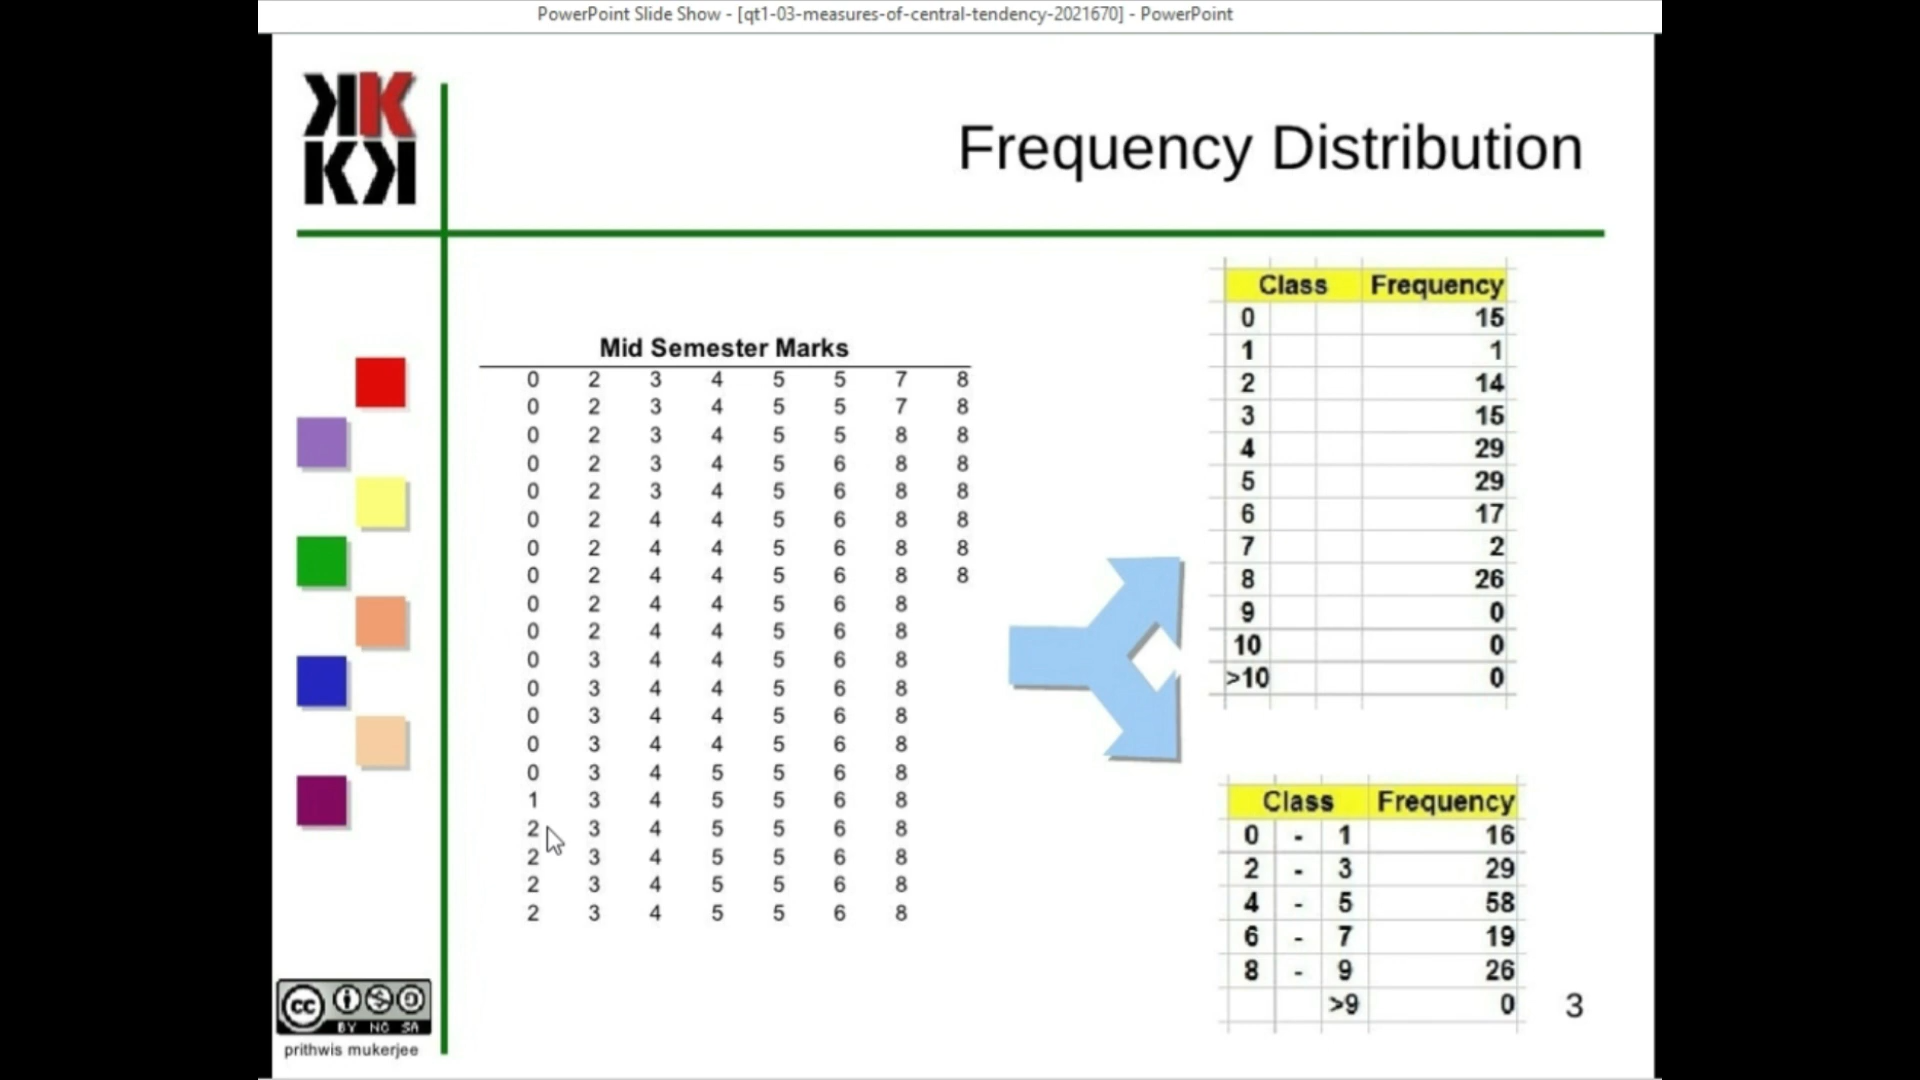 PowerPoint Slide Show - [qt1-03-measures-of-central-tendency-2021670] - PowerPoint
Frequency Distribution
Mid Semester Marks
0 2 3 4 5 5 7 8
0 2 3 4 5 5 7 8
0 2 3 4 5 5 8 8
0 2 3 4 5 6 8 8
0 2 3 4 5 6 8 8
0 2 4 4 5 6 8 8
0 2 4 4 5 6 8 8
0 2 4 4 5 6 8 8
0 2 4 4 5 6 8
0 2 4 4 5 6 8
0 3 4 4 5 6 8
0 3 4 4 5 6 8
0 3 4 4 5 6 8
0 3 4 4 5 6 8
0 3 4 5 5 6 8
1 3 4 5 5 6 8
2 3 4 5 5 6 8
2 3 4 5 5 6 8
2 3 4 5 5 6 8
2 3 4 5 5 6 8
Class Frequency
0 15
1 1
2 14
3 15
4 29
5 29
6 17
7 2
8 26
9 0
10 0
>10 0
Class Frequency
0 - 1 16
2 - 3 29
4 - 5 58
6 - 7 19
8 - 9 26
>9 0
3
cc
BY NC SA
prithwis mukerjee